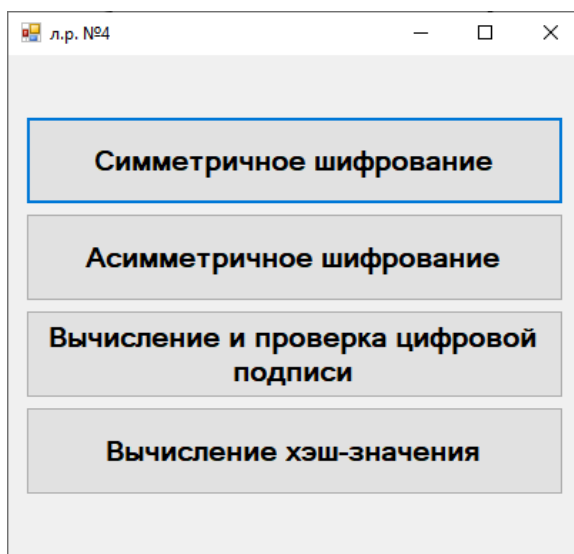 л.р. №4
Симметричное шифрование
Асимметричное шифрование
Вычисление и проверка цифровой
подписи
Вычисление хэш-значения